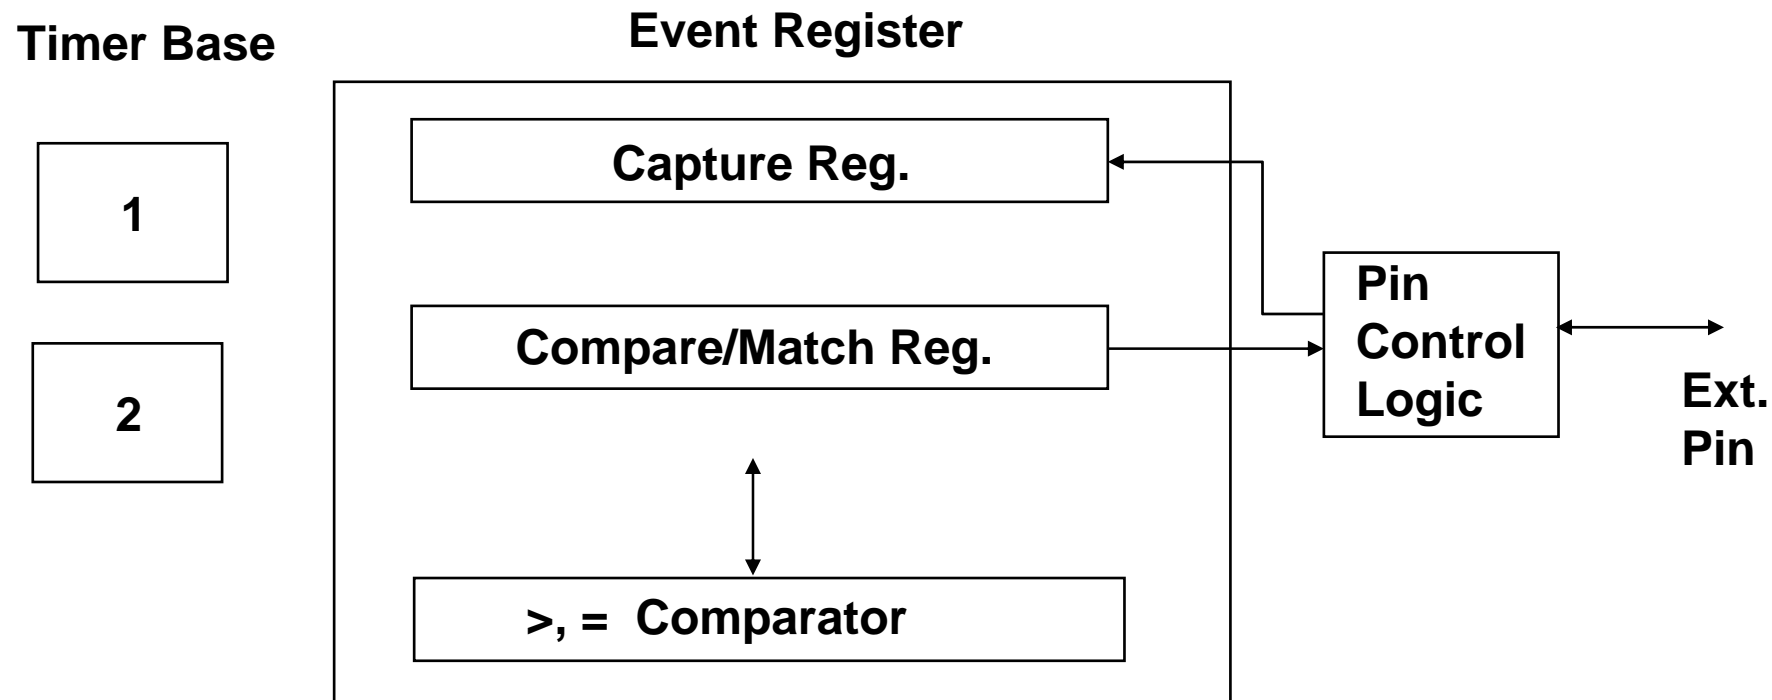 Timer Base
Event Register
1
2
Capture Reg.
Compare/Match Reg.
>, = Comparator
Pin
Control
Logic
Ext.
Pin